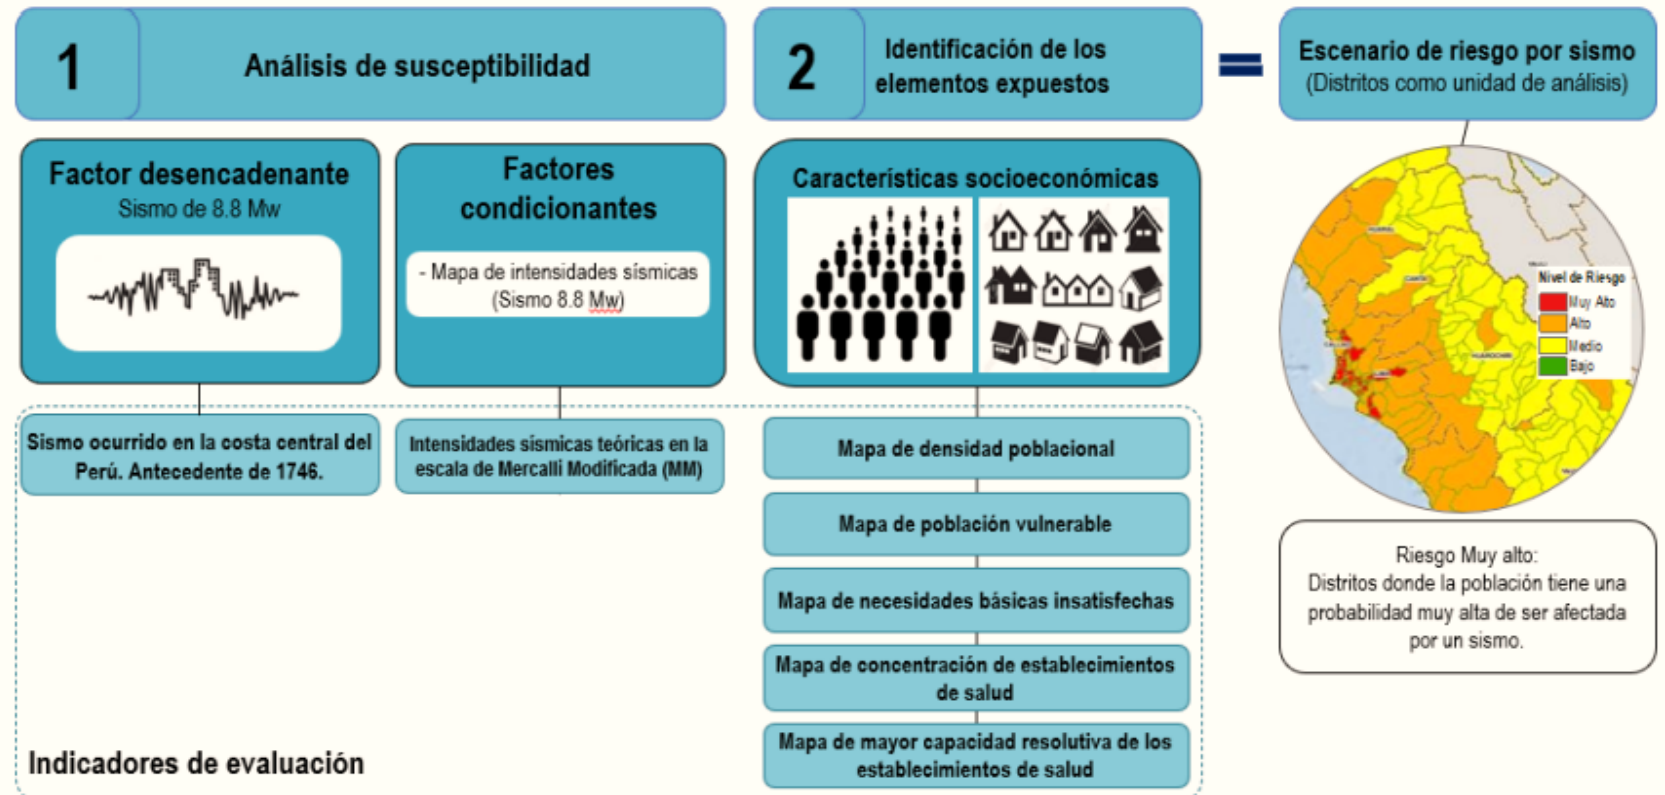 1
Análisis de susceptibilidad
2
Identificación de los
elementos expuestos
Escenario de riesgo por sismo
(Distritos como unidad de análisis)
Factor desencadenante
Sismo de 8.8 Mw
Factores
condicionantes
- Mapa de intensidades sísmicas
(Sismo 8.8 Mw)
Características socioeconómicas
Nivel de Riesgo
Muy Alto
Alto
Medio
Bajo
HUARAL
CANTA
HUAROCHIRI
CALLAO
LIMA
Sismo ocurrido en la costa central del
Perú. Antecedente de 1746.
Intensidades sísmicas teóricas en la
escala de Mercalli Modificada (MM)
Mapa de densidad poblacional
Mapa de población vulnerable
Mapa de necesidades básicas insatisfechas
Mapa de concentración de establecimientos
de salud
Mapa de mayor capacidad resolutiva de los
establecimientos de salud
Riesgo Muy alto:
Distritos donde la población tiene una
probabilidad muy alta de ser afectada
por un sismo.
Indicadores de evaluación